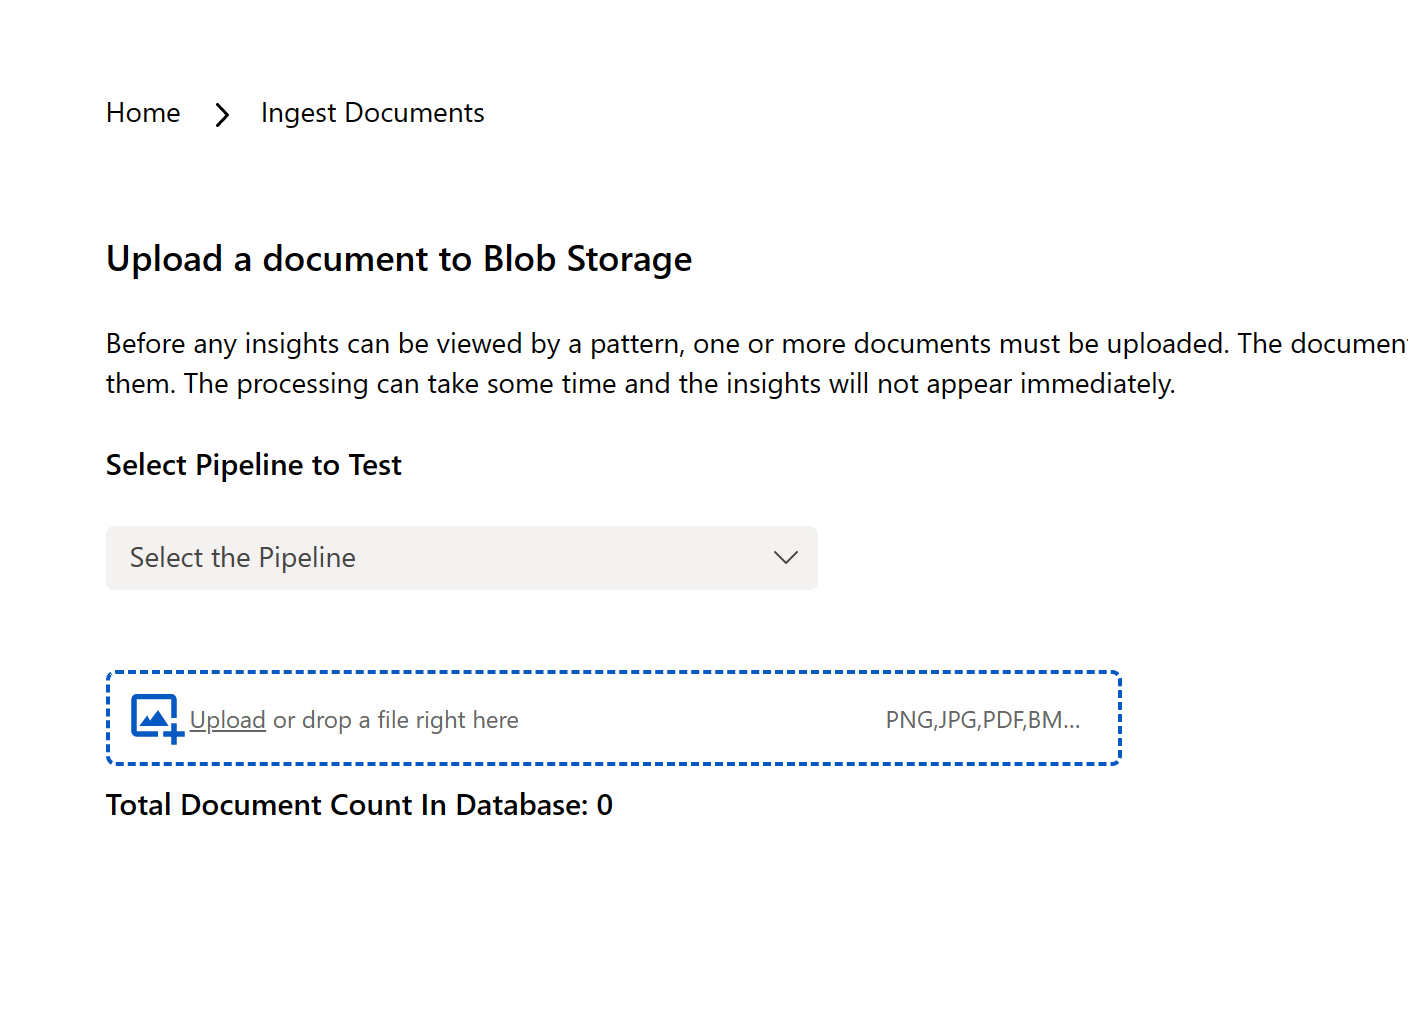 Home > Ingest Documents
Upload a document to Blob Storage
Before any insights can be viewed by a pattern, one or more documents must be uploaded. The document
them. The processing can take some time and the insights will not appear immediately.
Select Pipeline to Test
Select the Pipeline
Upload or drop a file right here PNG,JPG,PDF,BM...
Total Document Count In Database: 0